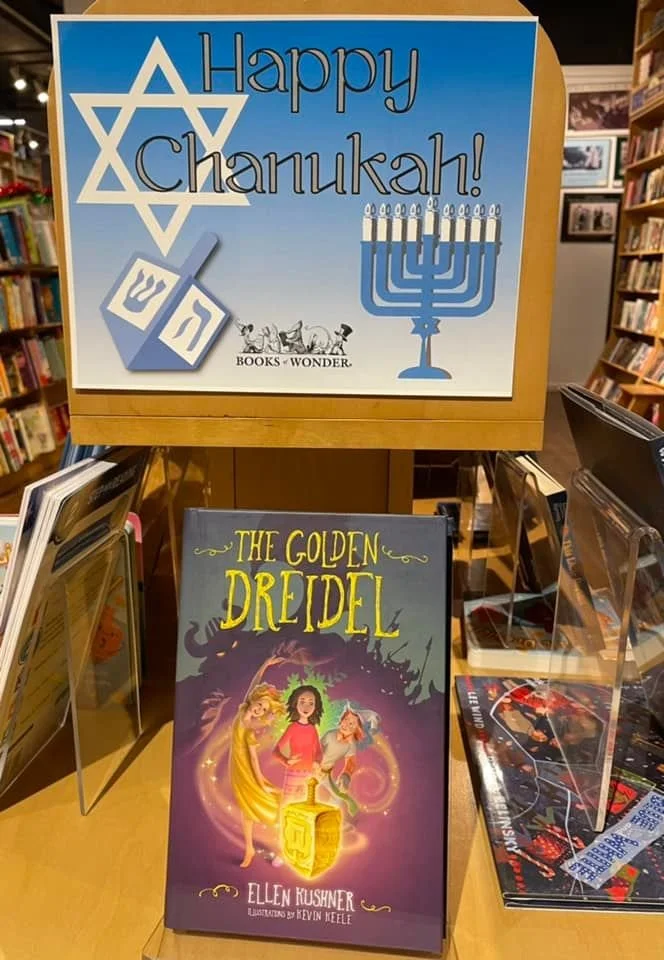 Happy
Chanukah!
ש
ה
BOOKS of WONDER
THE GOLDEN
DREIDEL
ELLEN KUSHNER
ILLUSTRATIONS BY KEVIN KEELE